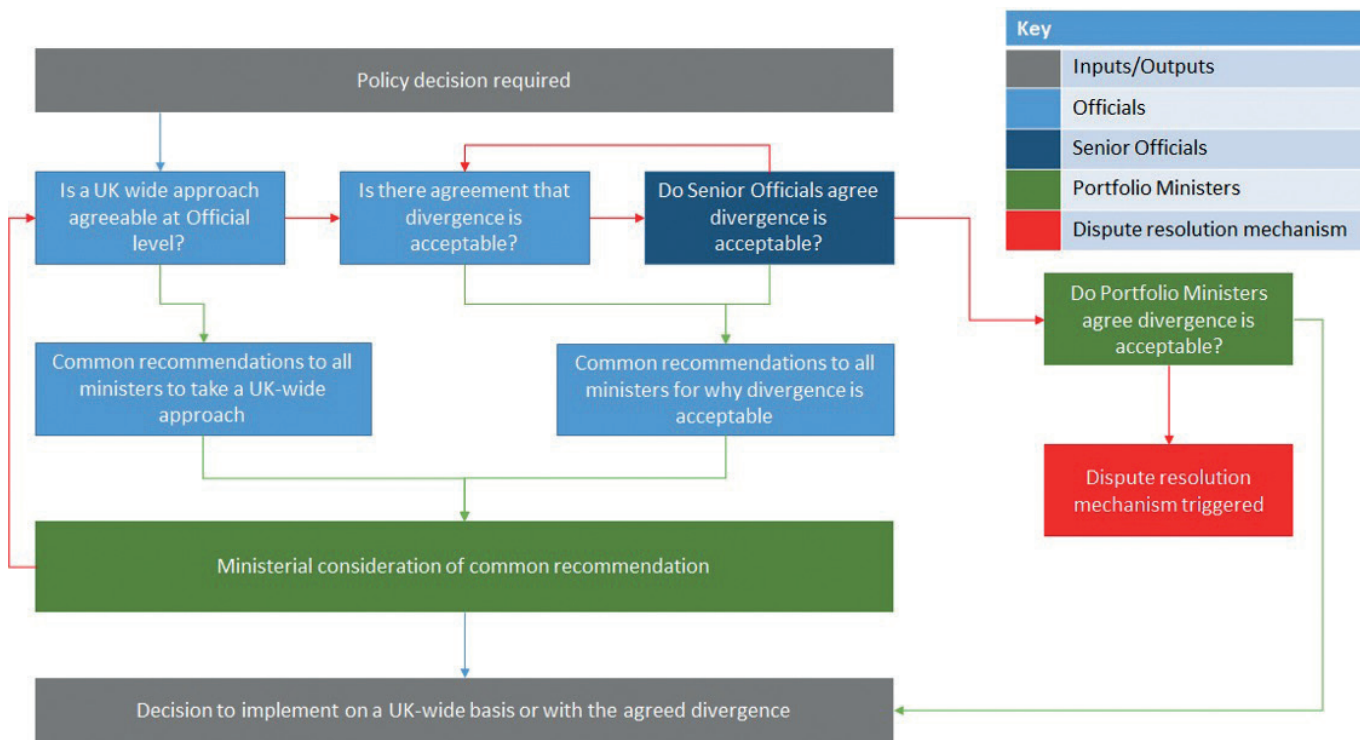 Key
Inputs/Outputs
Officials
Senior Officials
Portfolio Ministers
Dispute resolution mechanism
Policy decision required
Is a UK wide approach
agreeable at Official
level?
Is there agreement that
divergence is
acceptable?
Do Senior Officials agree
divergence is
acceptable?
Do Portfolio Ministers
agree divergence is
acceptable?
Common recommendations to all
ministers to take a UK-wide
approach
Common recommendations to all
ministers for why divergence is
acceptable
Dispute resolution
mechanism triggered
Ministerial consideration of common recommendation
Decision to implement on a UK-wide basis or with the agreed divergence